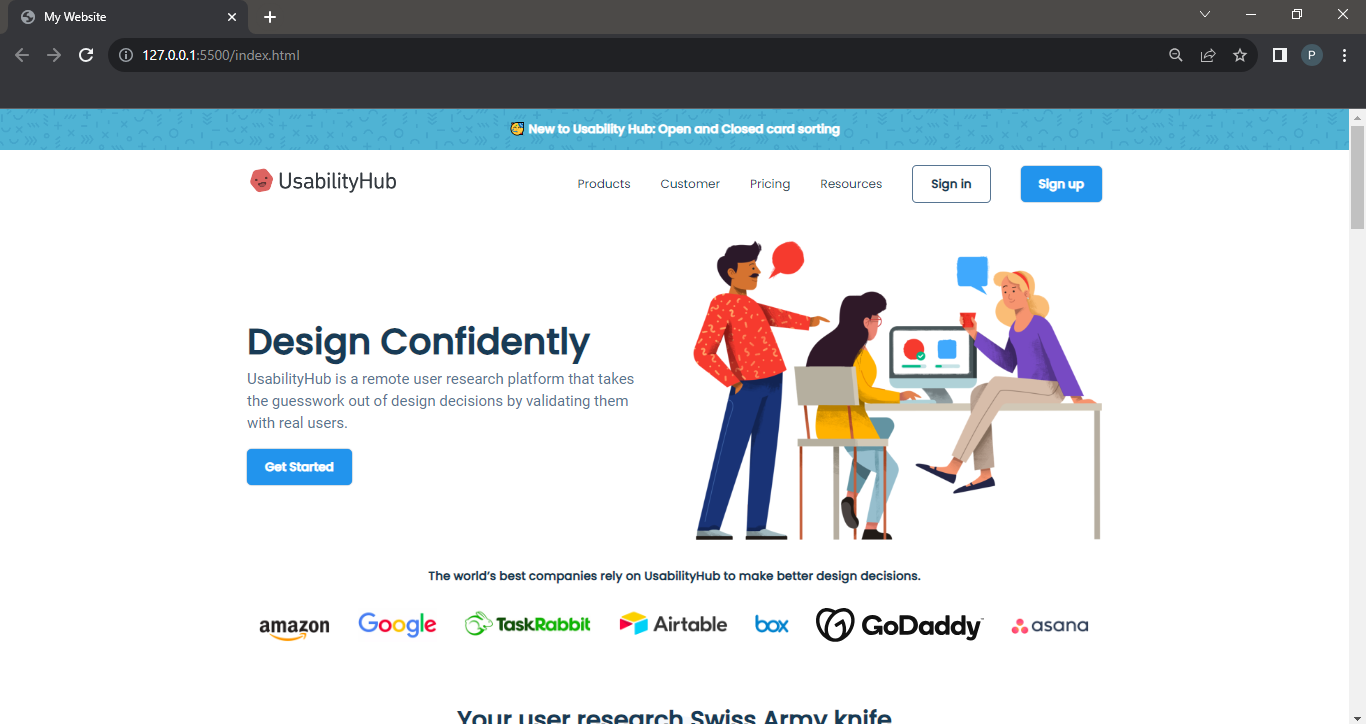 My Website
127.0.0.1:5500/index.html
P
New to Usability Hub: Open and Closed card sorting
UsabilityHub
Products Customer Pricing Resources Sign in Sign up
Design Confidently
UsabilityHub is a remote user research platform that takes
the guesswork out of design decisions by validating them
with real users.
Get Started
The world’s best companies rely on UsabilityHub to make better design decisions.
amazon Google TaskRabbit Airtable box GoDaddy asana
Your user research Swiss Army knife